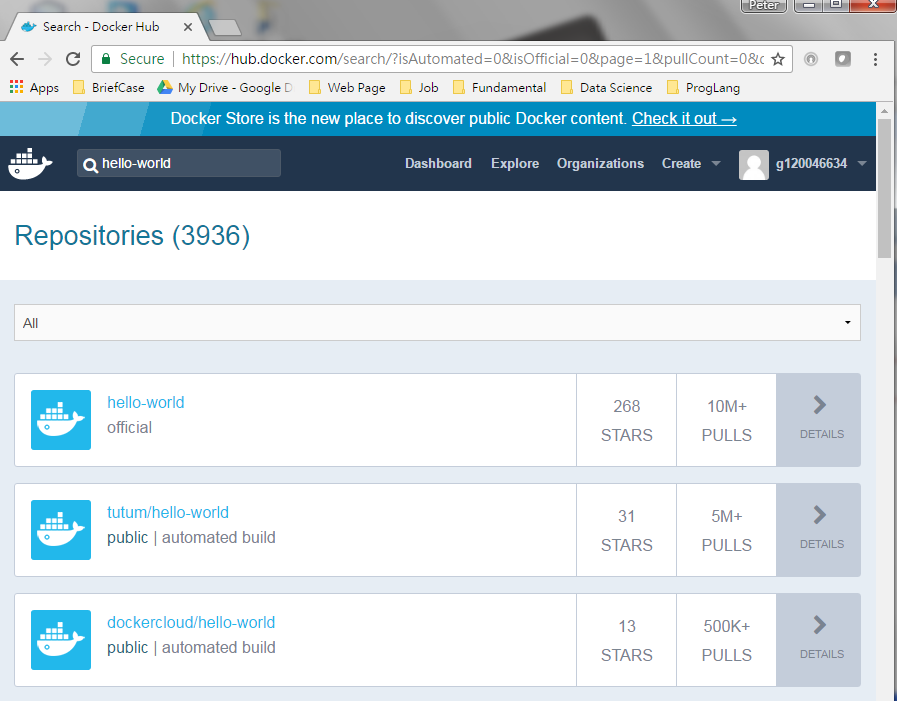 Peter
Search - Docker Hub
Secure https://hub.docker.com/search/?isAutomated=0&isOfficial=0&page=1&pullCount=0&
Apps BriefCase My Drive - Google D Web Page Job Fundamental Data Science ProgLang
Docker Store is the new place to discover public Docker content. Check it out →
hello-world Dashboard Explore Organizations Create g120046634
Repositories (3936)
All
hello-world
official
268
STARS
10M+
PULLS
DETAILS
tutum/hello-world
public | automated build
31
STARS
5M+
PULLS
DETAILS
dockercloud/hello-world
public | automated build
13
STARS
500K+
PULLS
DETAILS